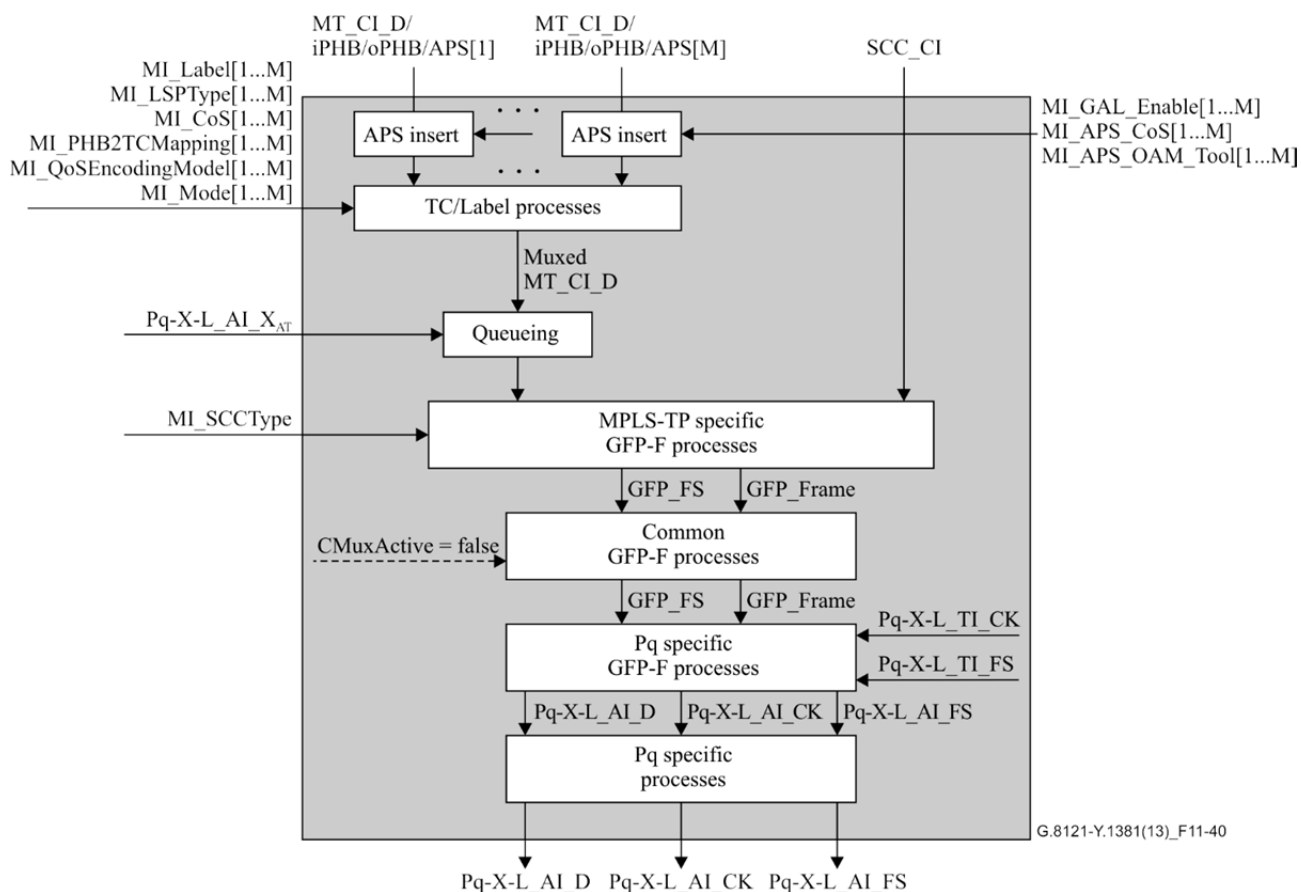 MT_CI_D/
iPHB/oPHB/APS[1]
MT_CI_D/
iPHB/oPHB/APS[M]
SCC_CI
MI_Label[1...M]
MI_LSPType[1...M]
MI_CoS[1...M]
MI_PHB2TCMapping[1...M]
MI_QoSEncodingModel[1...M]
MI_Mode[1...M]
. . .
APS insert
APS insert
MI_GAL_Enable[1...M]
MI_APS_CoS[1...M]
MI_APS_OAM_Tool[1...M]
. . .
TC/Label processes
Muxed
MT_CI_D
Pq-X-L_AI_XAT
Queueing
MI_SCCType
MPLS-TP specific
GFP-F processes
GFP_FS
GFP_Frame
CMuxActive = false
Common
GFP-F processes
GFP_FS
GFP_Frame
Pq specific
GFP-F processes
Pq-X-L_TI_CK
Pq-X-L_TI_FS
Pq-X-L_AI_D
Pq-X-L_AI_CK
Pq-X-L_AI_FS
Pq specific
processes
G.8121-Y.1381(13)_F11-40
Pq-X-L_AI_D
Pq-X-L_AI_CK
Pq-X-L_AI_FS